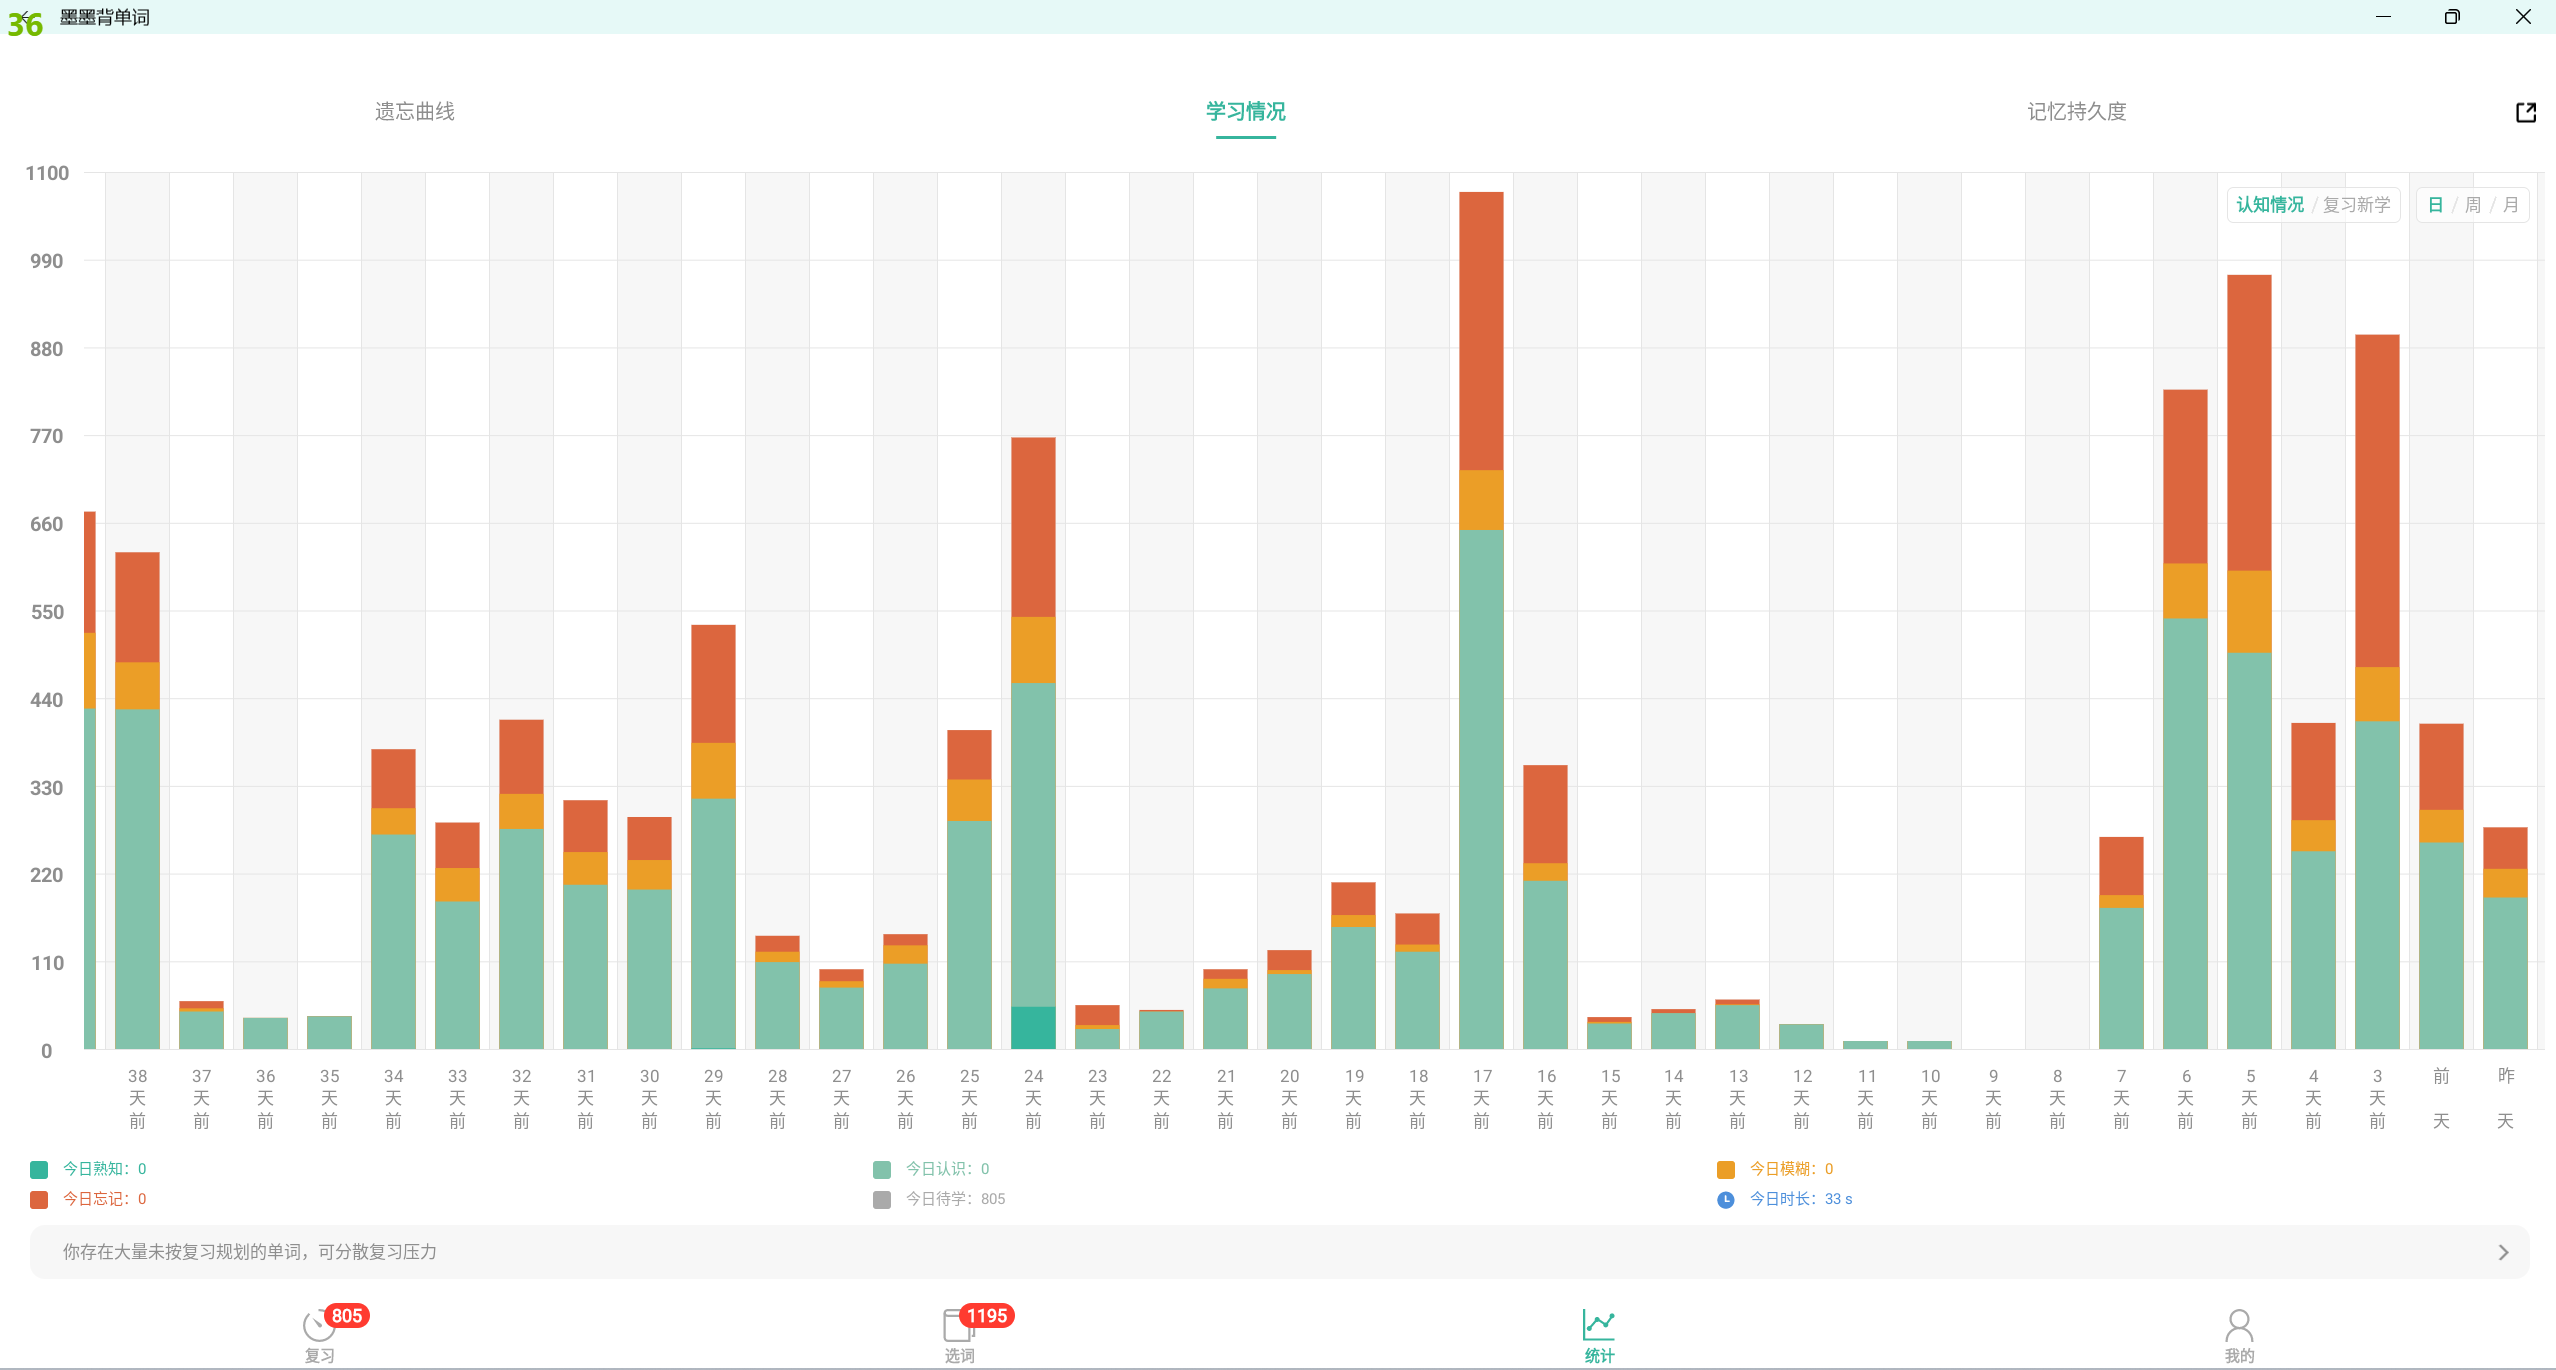 36
墨墨背单词
遗忘曲线
学习情况
记忆持久度
认知情况 / 复习新学
日 / 周 / 月
1100
990
880
770
660
550
440
330
220
110
0
38天前
37天前
36天前
35天前
34天前
33天前
32天前
31天前
30天前
29天前
28天前
27天前
26天前
25天前
24天前
23天前
22天前
21天前
20天前
19天前
18天前
17天前
16天前
15天前
14天前
13天前
12天前
11天前
10天前
9天前
8天前
7天前
6天前
5天前
4天前
3天前
前天
昨天
今日熟知：0
今日认识：0
今日模糊：0
今日忘记：0
今日待学：805
今日时长：33 s
你存在大量未按复习规划的单词，可分散复习压力
805
复习
1195
选词
统计
我的